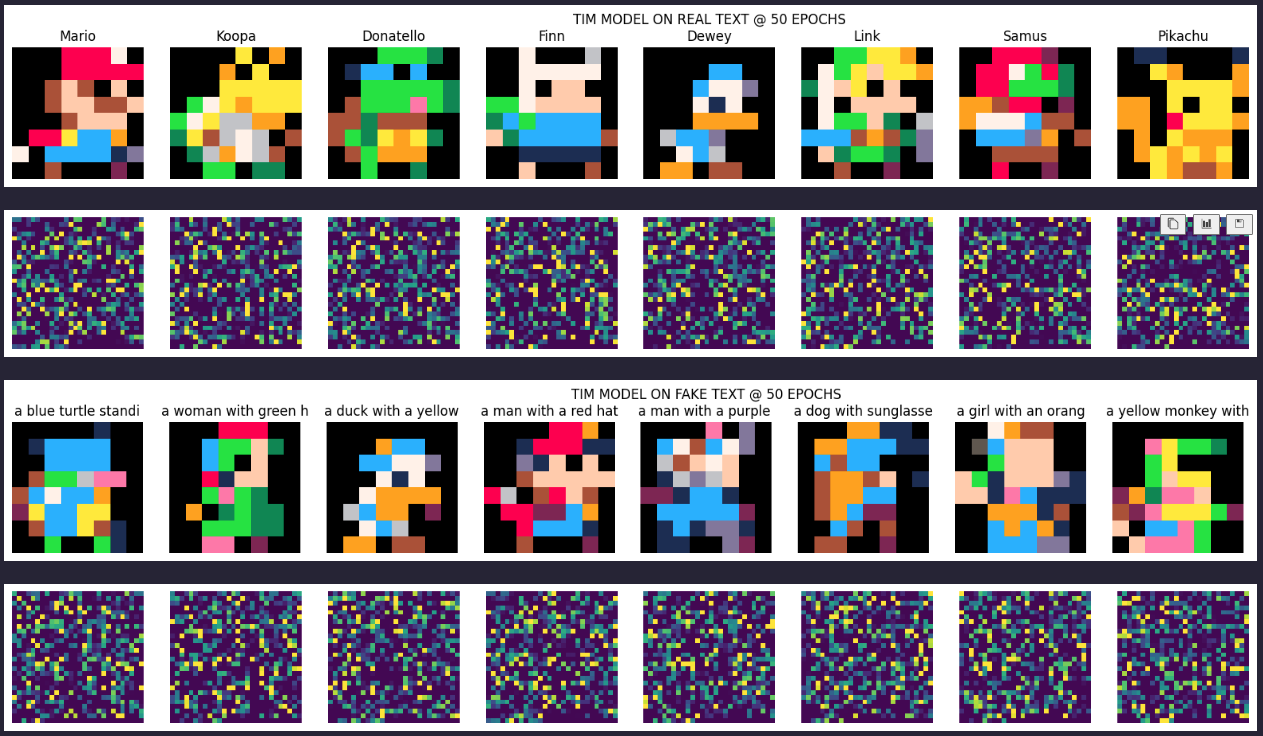 TIM MODEL ON REAL TEXT @ 50 EPOCHS
Mario Koopa Donatello Finn Dewey Link Samus Pikachu
TIM MODEL ON FAKE TEXT @ 50 EPOCHS
a blue turtle standi a woman with green h a duck with a yellow a man with a red hat a man with a purple a dog with sunglasse a girl with an orang a yellow monkey with